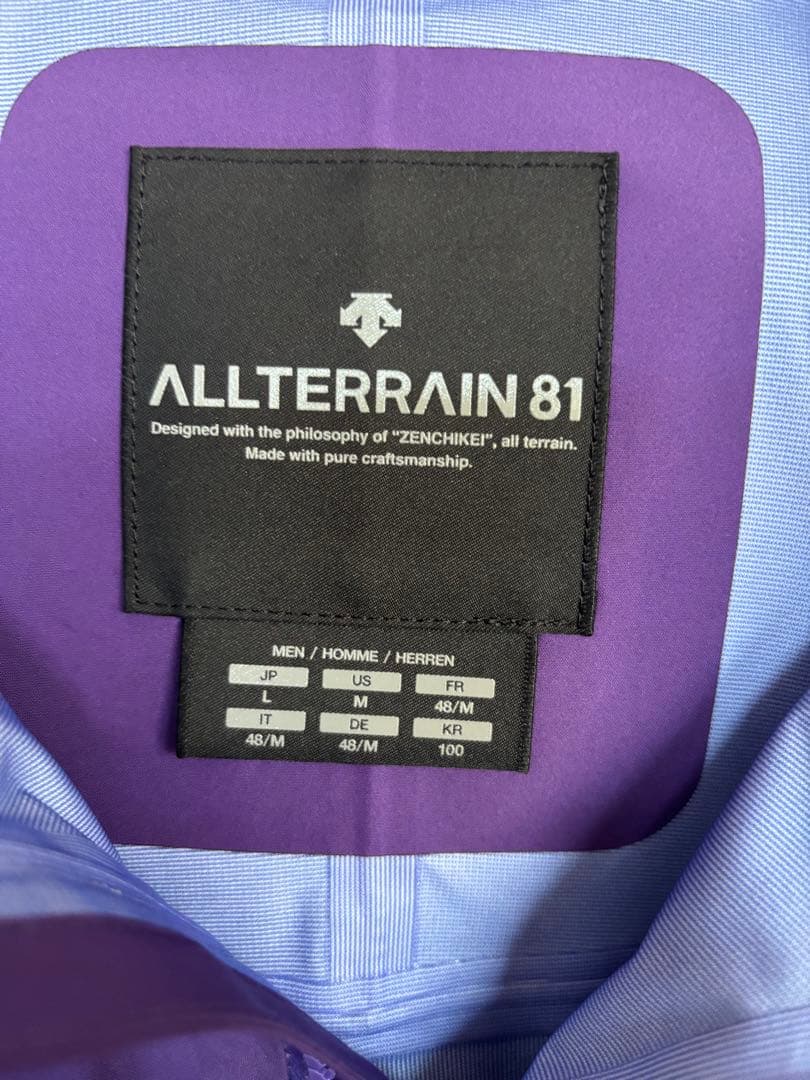 ALLTERRAIN 81
Designed with the philosophy of "ZENCHIKEI", all terrain.
Made with pure craftsmanship.
MEN / HOMME / HERREN
JP US FR
L M 48/M
IT DE KR
48/M 48/M 100